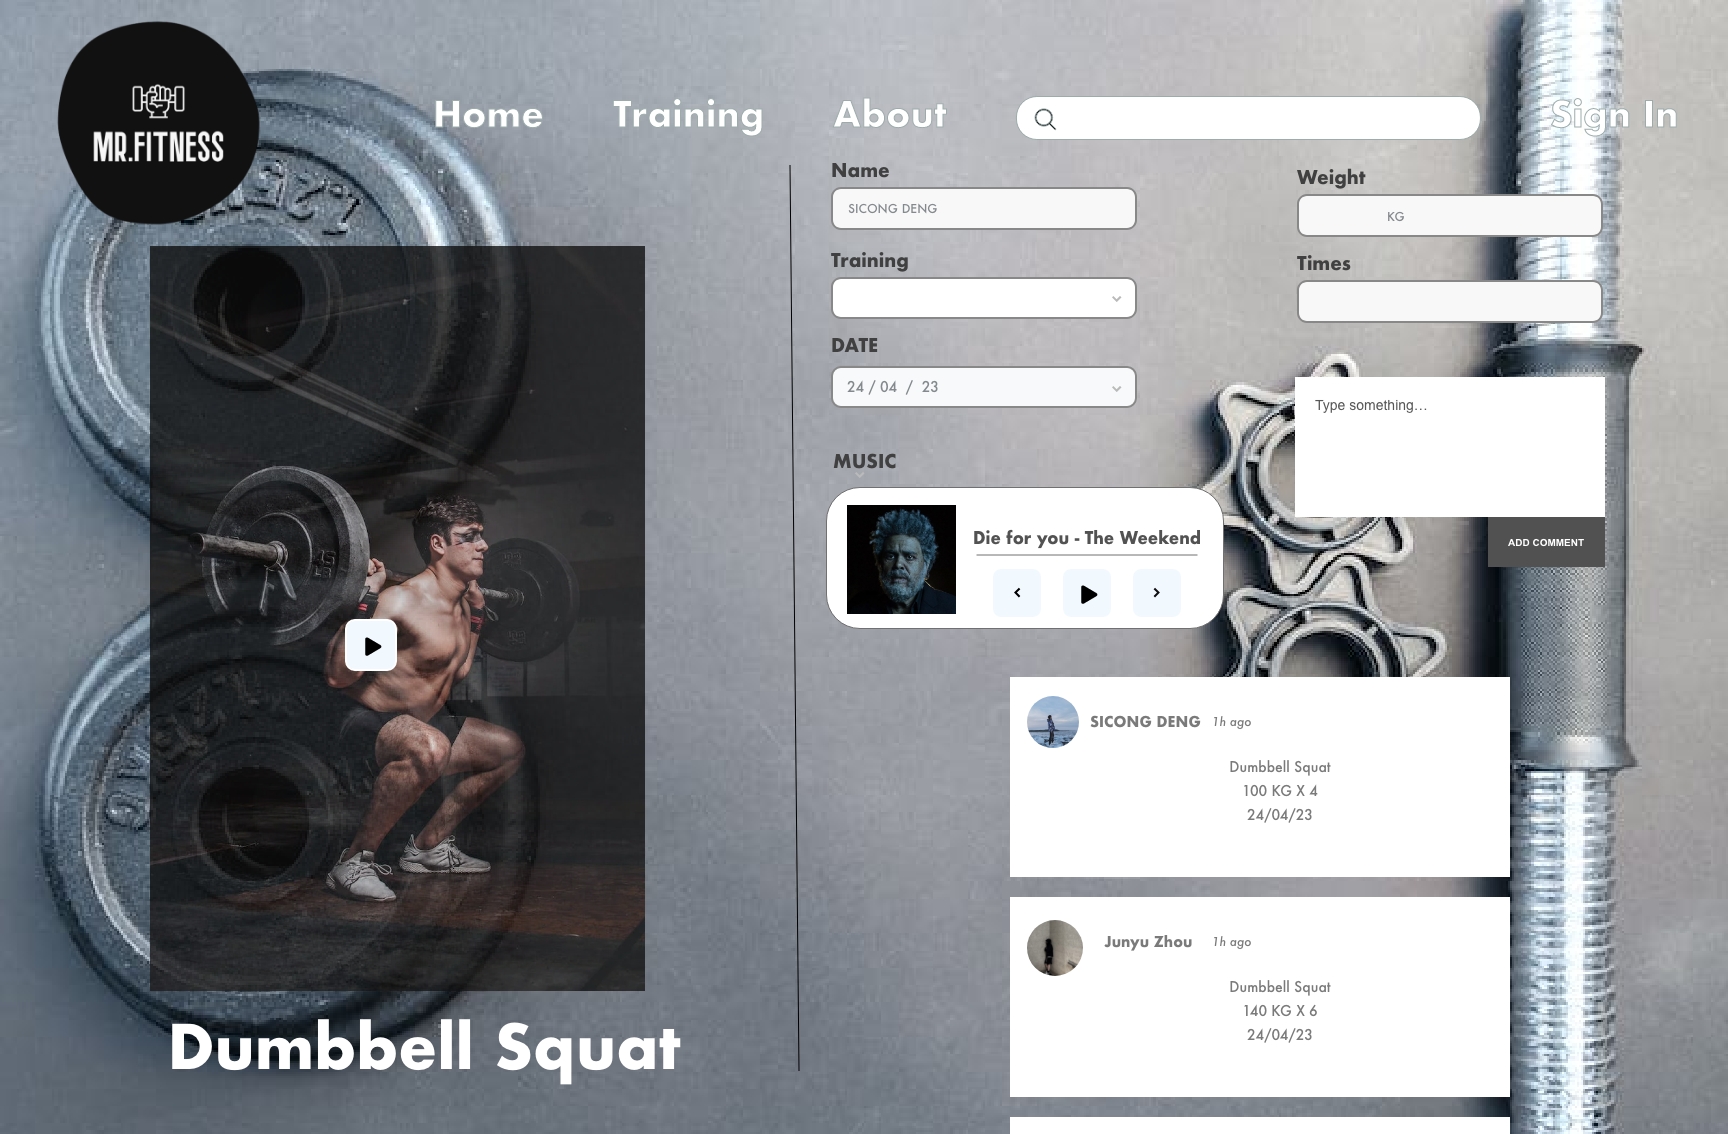 MR.FITNESS
Home
Training
About
Sign In
Name
SICONG DENG
Training
DATE
24 / 04 / 23
MUSIC
Die for you - The Weekend
Weight
KG
Times
Type something...
ADD COMMENT
SICONG DENG 1h ago
Dumbbell Squat
100 KG X 4
24/04/23
Junyu Zhou 1h ago
Dumbbell Squat
140 KG X 6
24/04/23
Dumbbell Squat